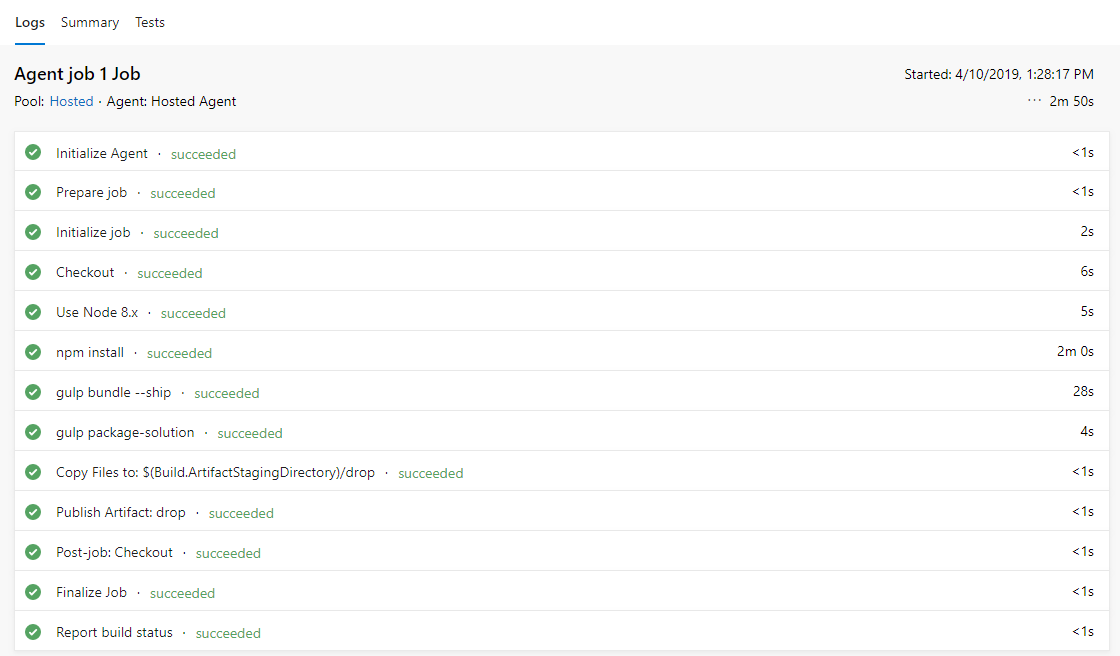 Logs Summary Tests
Agent job 1 Job Started: 4/10/2019, 1:28:17 PM
Pool: Hosted · Agent: Hosted Agent ··· 2m 50s
Initialize Agent · succeeded <1s
Prepare job · succeeded <1s
Initialize job · succeeded 2s
Checkout · succeeded 6s
Use Node 8.x · succeeded 5s
npm install · succeeded 2m 0s
gulp bundle --ship · succeeded 28s
gulp package-solution · succeeded 4s
Copy Files to: $(Build.ArtifactStagingDirectory)/drop · succeeded <1s
Publish Artifact: drop · succeeded <1s
Post-job: Checkout · succeeded <1s
Finalize Job · succeeded <1s
Report build status · succeeded <1s